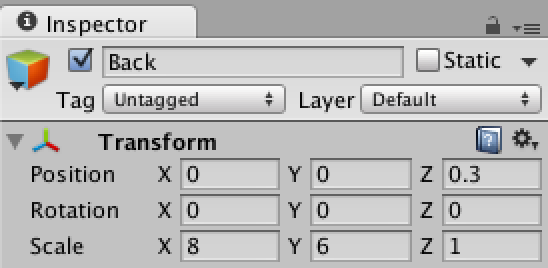 Inspector
Back Static
Tag Untagged Layer Default
Transform
Position X 0 Y 0 Z 0.3
Rotation X 0 Y 0 Z 0
Scale X 8 Y 6 Z 1